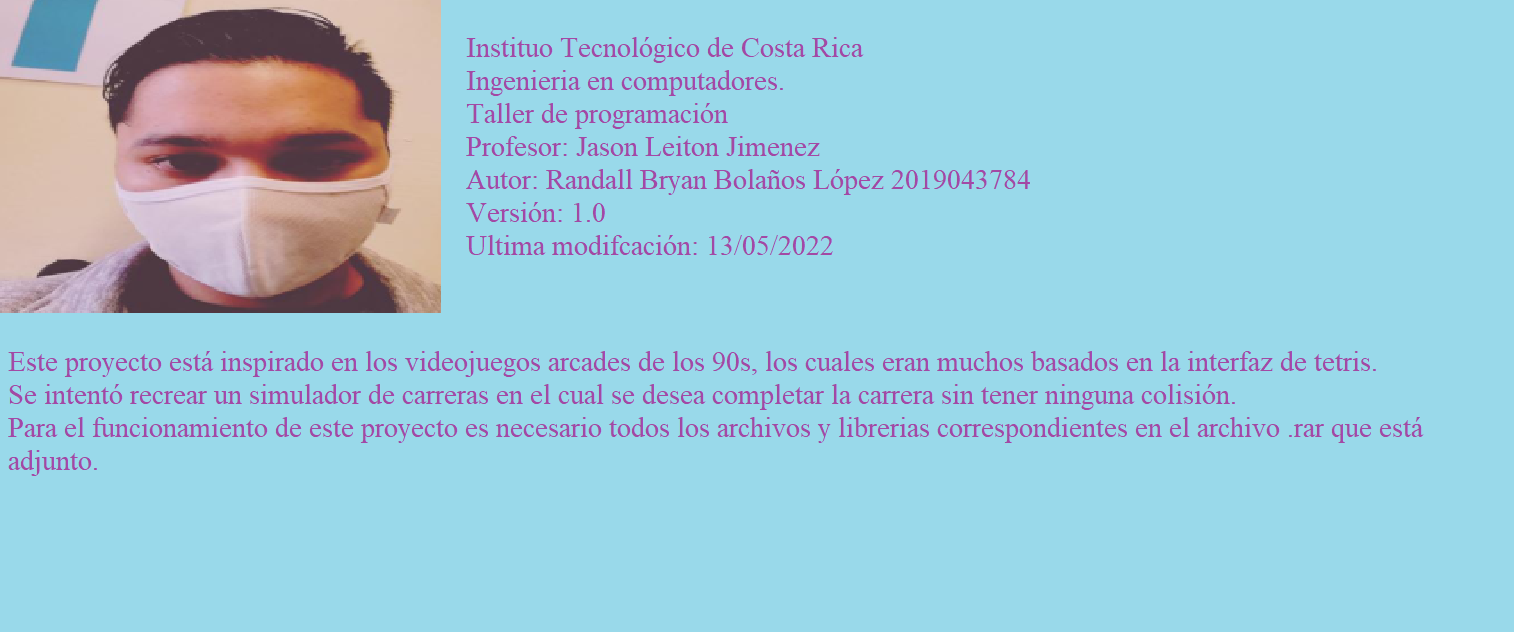 Instituo Tecnológico de Costa Rica
Ingenieria en computadores.
Taller de programación
Profesor: Jason Leiton Jimenez
Autor: Randall Bryan Bolaños López 2019043784
Versión: 1.0
Ultima modifcación: 13/05/2022
Este proyecto está inspirado en los videojuegos arcades de los 90s, los cuales eran muchos basados en la interfaz de tetris.
Se intentó recrear un simulador de carreras en el cual se desea completar la carrera sin tener ninguna colisión.
Para el funcionamiento de este proyecto es necesario todos los archivos y librerias correspondientes en el archivo .rar que está
adjunto.